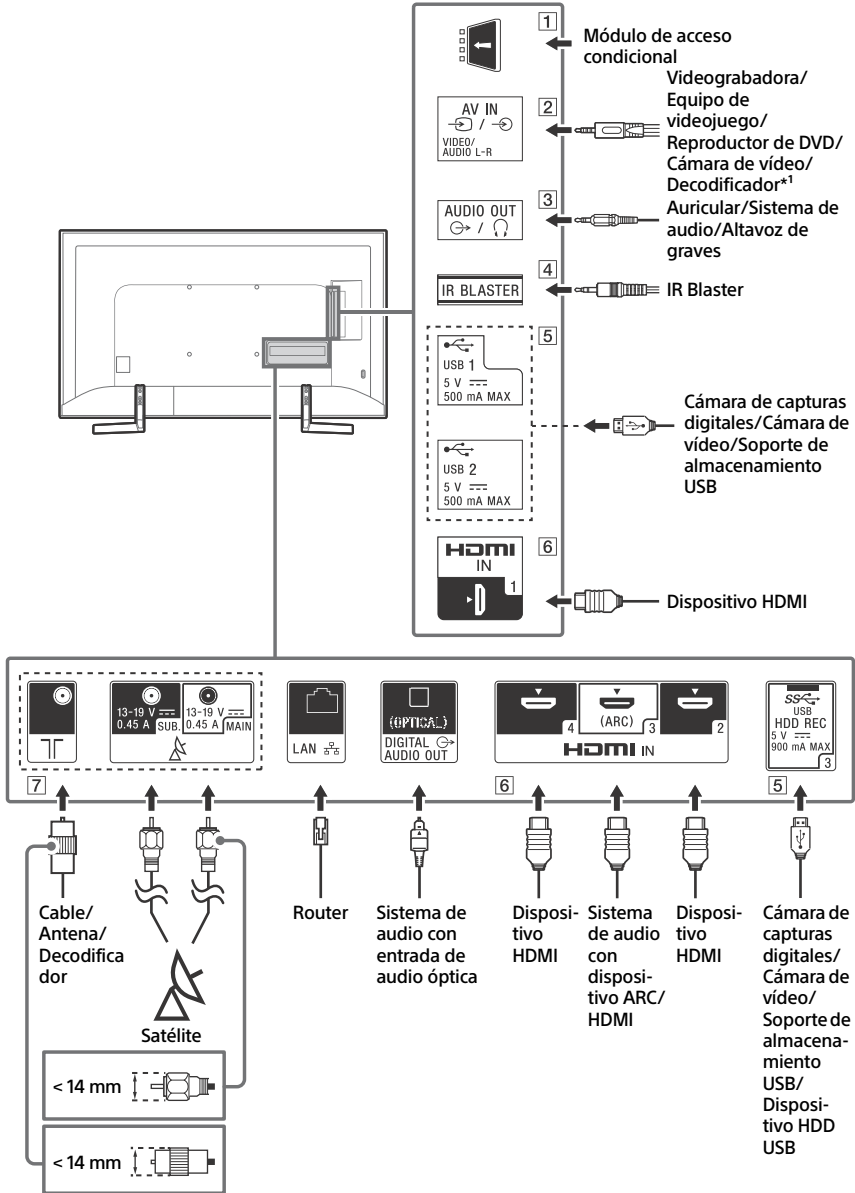 1
Módulo de acceso
condicional
AV IN
/
VIDEO/
AUDIO L-R
2
Videograbadora/
Equipo de
videojuego/
Reproductor de DVD/
Cámara de vídeo/
Decodificador*¹
AUDIO OUT
/
3
Auricular/Sistema de
audio/Altavoz de
graves
IR BLASTER
4
IR Blaster
5
USB 1
5 V
500 mA MAX
USB 2
5 V
500 mA MAX
Cámara de capturas
digitales/Cámara de
vídeo/Soporte de
almacenamiento
USB
HDMI
IN
1
6
Dispositivo HDMI
13-19 V
0.45 A
SUB.
13-19 V
0.45 A
MAIN
LAN
(OPTICAL)
DIGITAL
AUDIO OUT
4
(ARC)
3
2
HDMI IN
SS
USB
HDD REC
5 V
900 mA MAX
3
7
6
5
Cable/
Antena/
Decodifica
dor
Satélite
Router
Sistema de
audio con
entrada de
audio óptica
Disposi-
tivo
HDMI
Sistema
de audio
con
disposi-
tivo ARC/
HDMI
Disposi-
tivo
HDMI
Cámara de
capturas
digitales/
Cámara de
vídeo/
Soporte de
almacena-
miento
USB/
Disposi-
tivo HDD
USB
< 14 mm
< 14 mm